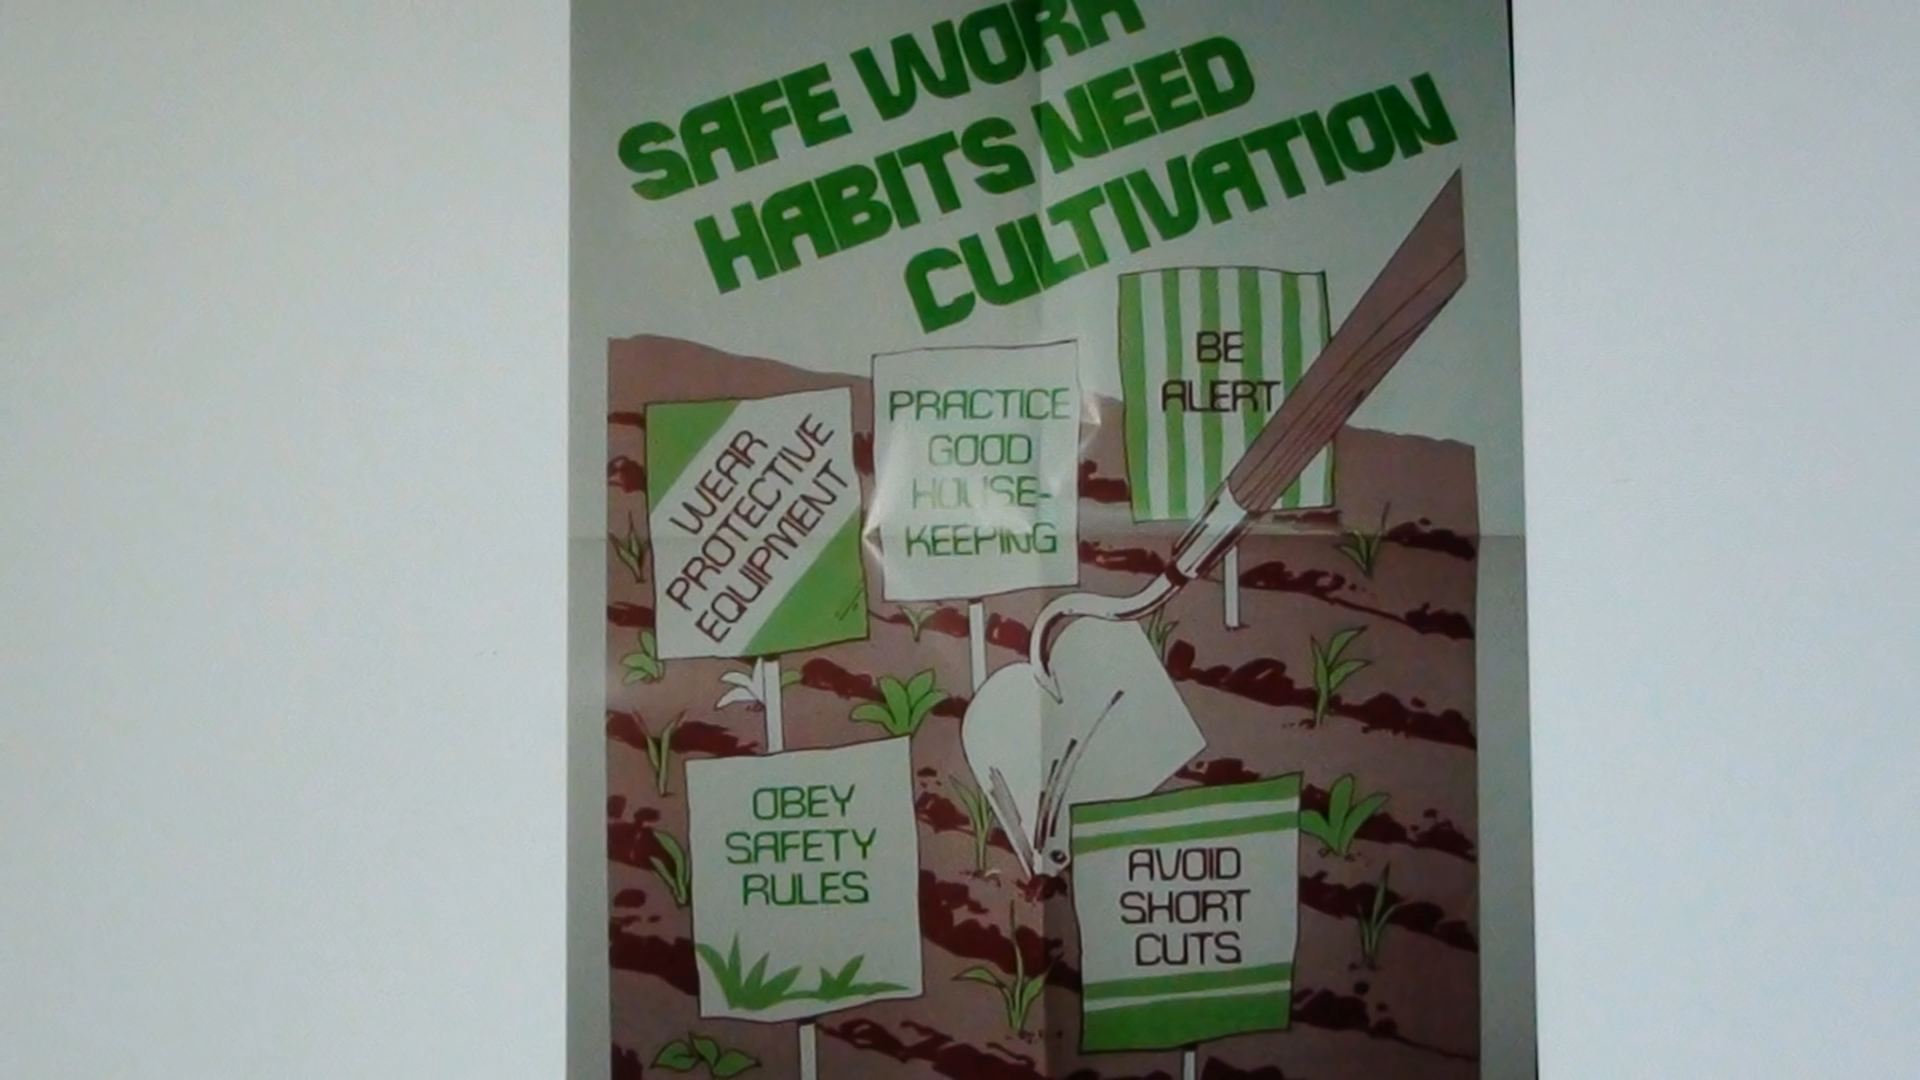 SAFE WORK
HABITS NEED
CULTIVATION
BE
ALERT
PRACTICE
GOOD
HOUSE-
KEEPING
WEAR
PROTECTIVE
EQUIPMENT
OBEY
SAFETY
RULES
AVOID
SHORT
CUTS